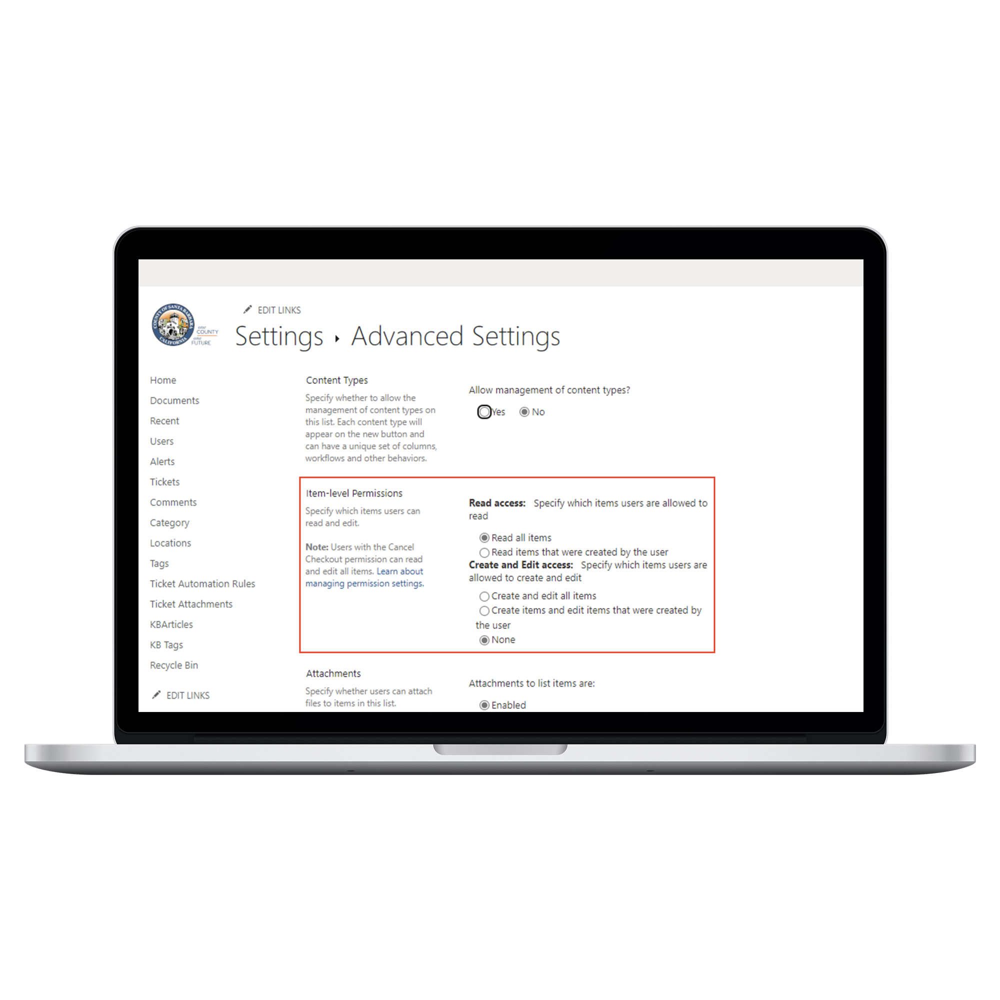 COUNTY OF SANTA BARBARA
CALIFORNIA
one
COUNTY
one
FUTURE
EDIT LINKS
Settings ▸ Advanced Settings
Home
Documents
Recent
Users
Alerts
Tickets
Comments
Category
Locations
Tags
Ticket Automation Rules
Ticket Attachments
KBArticles
KB Tags
Recycle Bin
EDIT LINKS
Content Types
Specify whether to allow the
management of content types on
this list. Each content type will
appear on the new button and
can have a unique set of columns,
workflows and other behaviors.
Allow management of content types?
Yes No
Item-level Permissions
Specify which items users can
read and edit.
Note: Users with the Cancel
Checkout permission can read
and edit all items. Learn about
managing permission settings.
Read access: Specify which items users are allowed to
read
Read all items
Read items that were created by the user
Create and Edit access: Specify which items users are
allowed to create and edit
Create and edit all items
Create items and edit items that were created by
the user
None
Attachments
Specify whether users can attach
files to items in this list.
Attachments to list items are:
Enabled